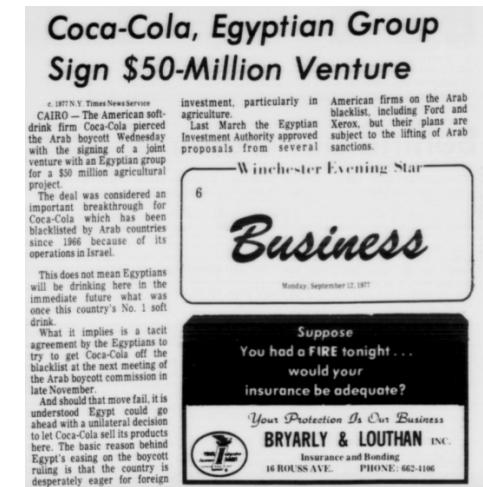 Coca-Cola, Egyptian Group
Sign $50-Million Venture
c. 1977 N.Y. Times News Service
CAIRO — The American soft-
drink firm Coca-Cola pierced
the Arab boycott Wednesday
with the signing of a joint
venture with an Egyptian group
for a $50 million agricultural
project.
The deal was considered an
important breakthrough for
Coca-Cola which has been
blacklisted by Arab countries
since 1966 because of its
operations in Israel.
This does not mean Egyptians
will be drinking here in the
immediate future what was
once this country's No. 1 soft
drink.
What it implies is a tacit
agreement by the Egyptians to
try to get Coca-Cola off the
blacklist at the next meeting of
the Arab boycott commission in
late November.
And should that move fail, it is
understood Egypt could go
ahead with a unilateral decision
to let Coca-Cola sell its products
here. The basic reason behind
Egypt's easing on the boycott
ruling is that the country is
desperately eager for foreign
investment, particularly in
agriculture.
Last March the Egyptian
Investment Authority approved
proposals from several
American firms on the Arab
blacklist, including Ford and
Xerox, but their plans are
subject to the lifting of Arab
sanctions.
Winchester Evening Star
6
Business
Monday, September 12, 1977
Suppose
You had a FIRE tonight . . .
would your
insurance be adequate?
Your Protection Is Our Business
BRYARLY & LOUTHAN INC.
Insurance and Bonding
16 ROUSS AVE. PHONE: 662-4106